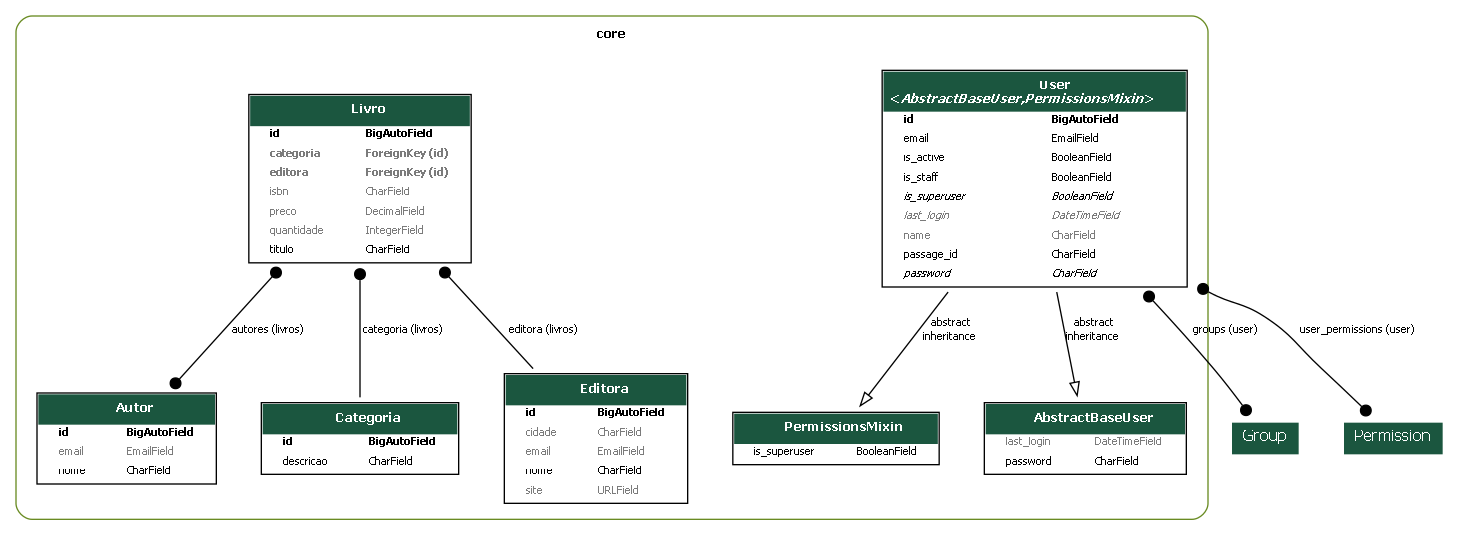 core
Livro
id BigAutoField
categoria ForeignKey (id)
editora ForeignKey (id)
isbn CharField
preco DecimalField
quantidade IntegerField
titulo CharField
User
<AbstractBaseUser,PermissionsMixin>
id BigAutoField
email EmailField
is_active BooleanField
is_staff BooleanField
is_superuser BooleanField
last_login DateTimeField
name CharField
passage_id CharField
password CharField
autores (livros)
categoria (livros)
editora (livros)
abstract
inheritance
abstract
inheritance
groups (user)
user_permissions (user)
Autor
id BigAutoField
email EmailField
nome CharField
Categoria
id BigAutoField
descricao CharField
Editora
id BigAutoField
cidade CharField
email EmailField
nome CharField
site URLField
PermissionsMixin
is_superuser BooleanField
AbstractBaseUser
last_login DateTimeField
password CharField
Group
Permission